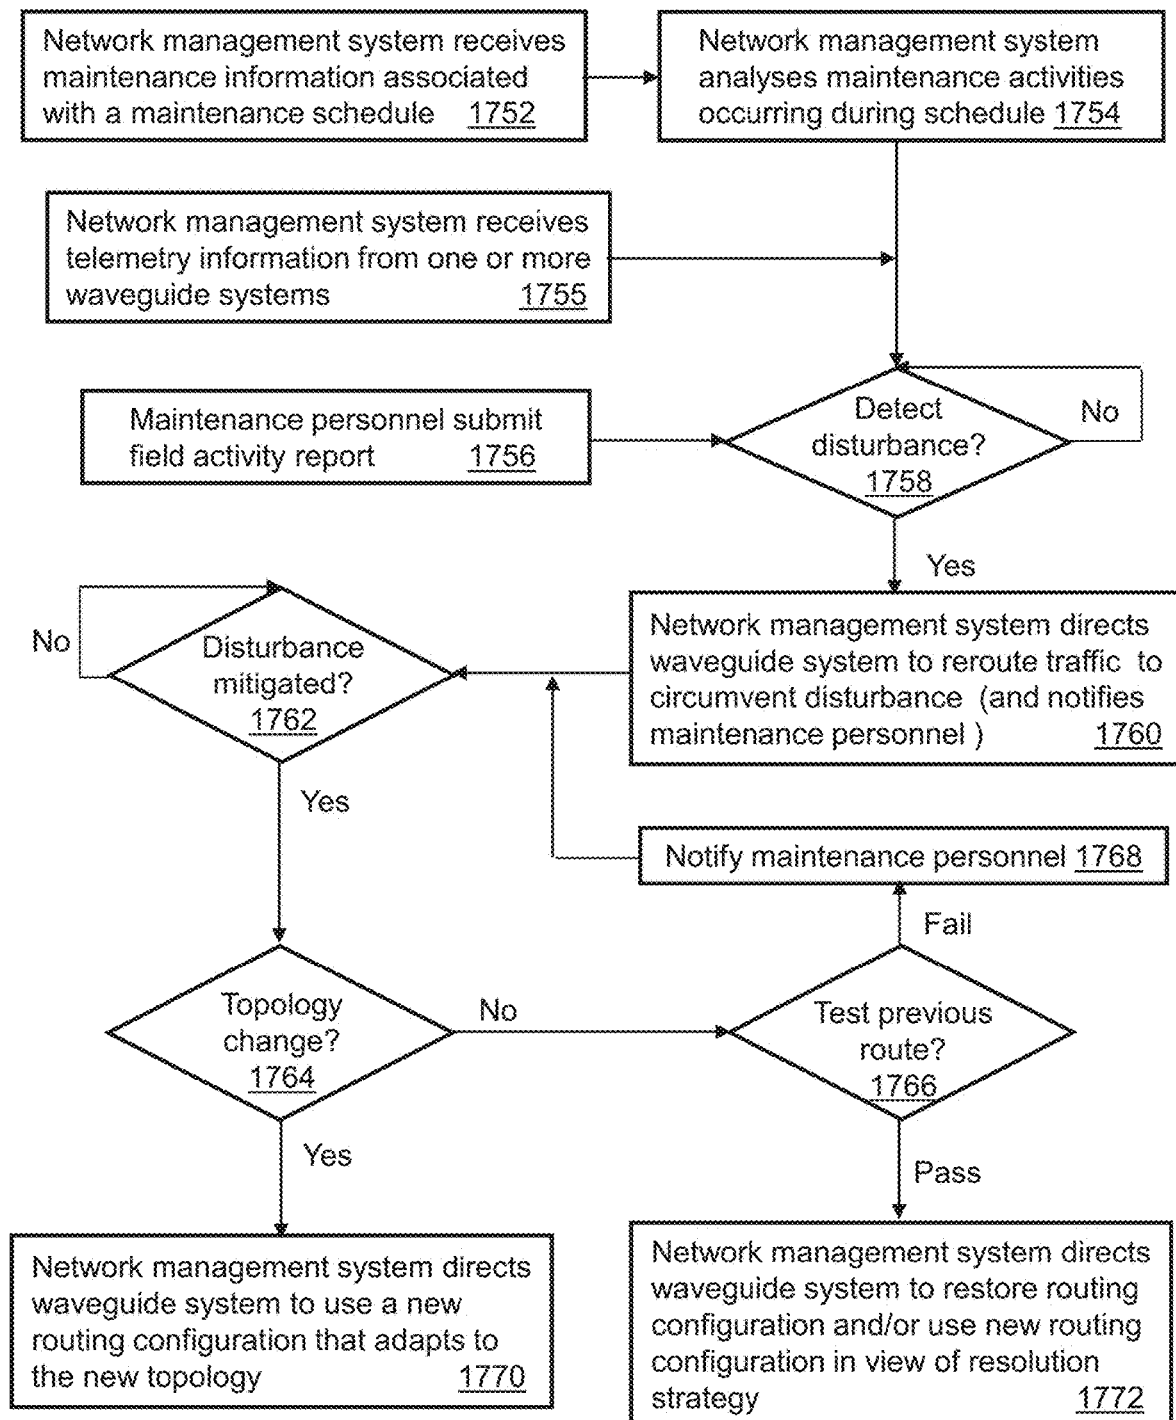 Network management system receives
maintenance information associated
with a maintenance schedule 1752
Network management system
analyses maintenance activities
occurring during schedule 1754
Network management system receives
telemetry information from one or more
waveguide systems 1755
Maintenance personnel submit
field activity report 1756
Detect
disturbance?
1758
No
Yes
No
Disturbance
mitigated?
1762
Network management system directs
waveguide system to reroute traffic to
circumvent disturbance (and notifies
maintenance personnel ) 1760
Yes
Notify maintenance personnel 1768
Fail
Topology
change?
1764
No
Test previous
route?
1766
Yes
Pass
Network management system directs
waveguide system to use a new
routing configuration that adapts to
the new topology 1770
Network management system directs
waveguide system to restore routing
configuration and/or use new routing
configuration in view of resolution
strategy 1772